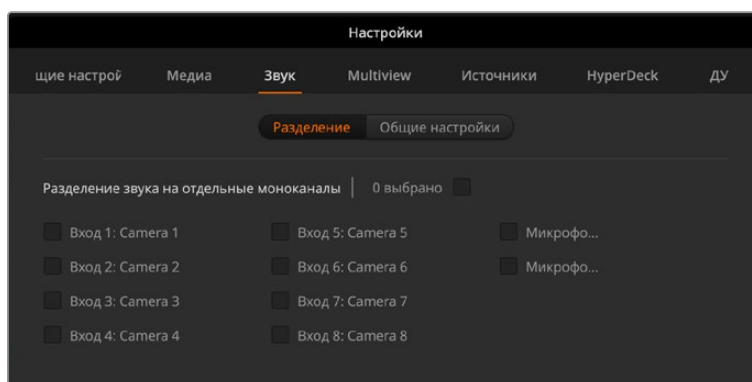 Настройки
щие настрой Медиа Звук Multiview Источники HyperDeck ДУ
Разделение Общие настройки
Разделение звука на отдельные моноканалы 0 выбрано
Вход 1: Camera 1 Вход 5: Camera 5 Микрофо...
Вход 2: Camera 2 Вход 6: Camera 6 Микрофо...
Вход 3: Camera 3 Вход 7: Camera 7
Вход 4: Camera 4 Вход 8: Camera 8